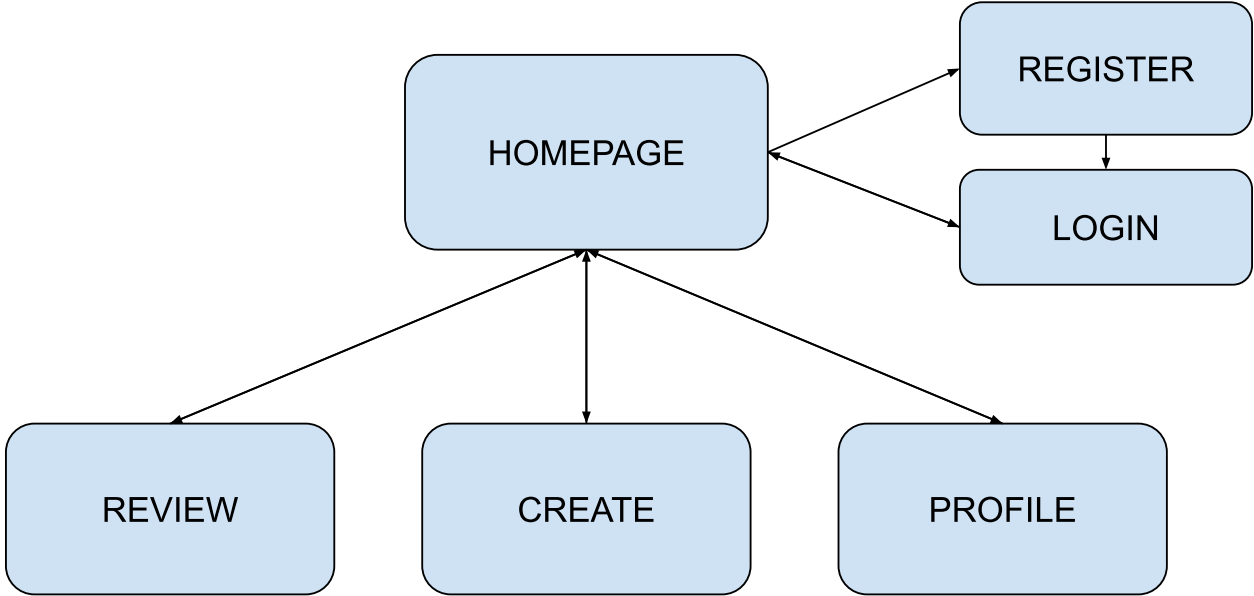 REGISTER
HOMEPAGE
LOGIN
REVIEW
CREATE
PROFILE